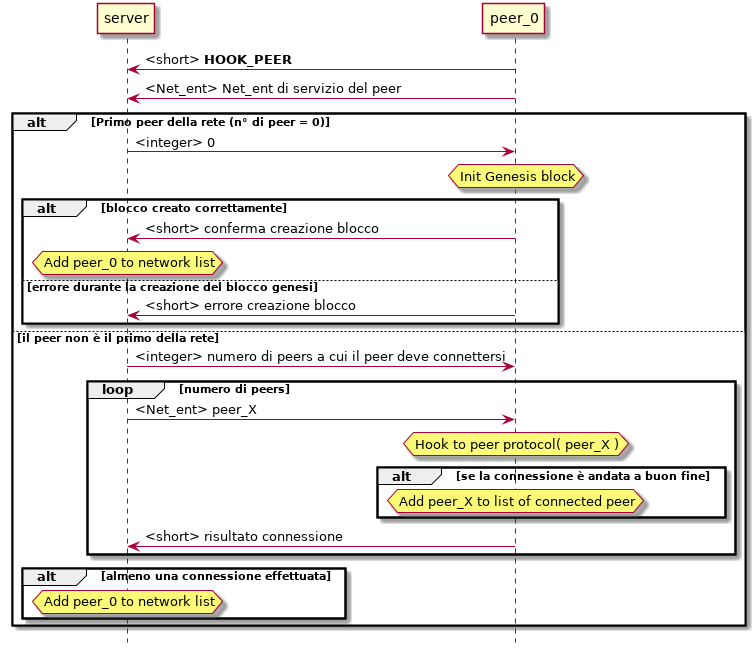 server
peer_0
<short> HOOK_PEER
<Net_ent> Net_ent di servizio del peer
alt [Primo peer della rete (n° di peer = 0)]
<integer> 0
Init Genesis block
alt [blocco creato correttamente]
<short> conferma creazione blocco
Add peer_0 to network list
[errore durante la creazione del blocco genesi]
<short> errore creazione blocco
[il peer non è il primo della rete]
<integer> numero di peers a cui il peer deve connettersi
loop [numero di peers]
<Net_ent> peer_X
Hook to peer protocol( peer_X )
alt [se la connessione è andata a buon fine]
Add peer_X to list of connected peer
<short> risultato connessione
alt [almeno una connessione effettuata]
Add peer_0 to network list